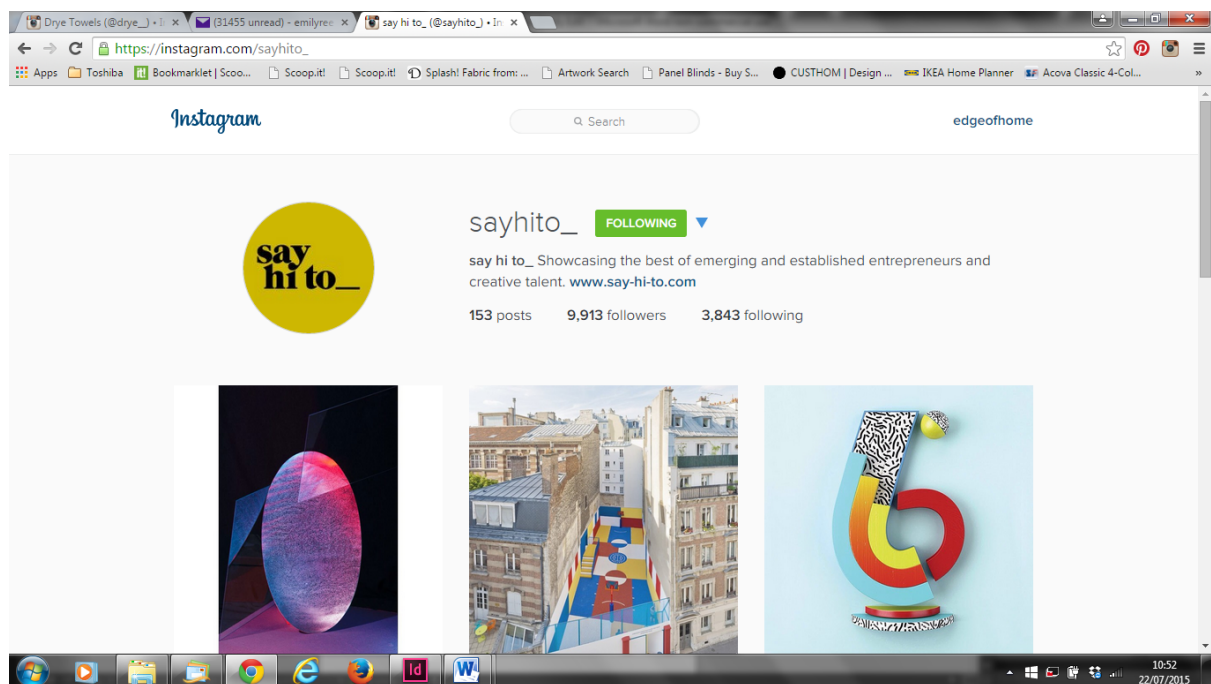 Drye Towels (@drye__) • I
(31455 unread) - emilyree
say hi to_ (@sayhito_) • In
https://instagram.com/sayhito_
Apps
Toshiba
Bookmarklet | Scoo...
Scoop.it!
Scoop.it!
Splash! Fabric from: ...
Artwork Search
Panel Blinds - Buy S...
CUSTHOM | Design ...
IKEA Home Planner
Acova Classic 4-Col...
»
Instagram
Search
edgeofhome
say
hi to_
sayhito_ FOLLOWING
say hi to_ Showcasing the best of emerging and established entrepreneurs and
creative talent. www.say-hi-to.com
153 posts 9,913 followers 3,843 following
Id
W
10:52
22/07/2015